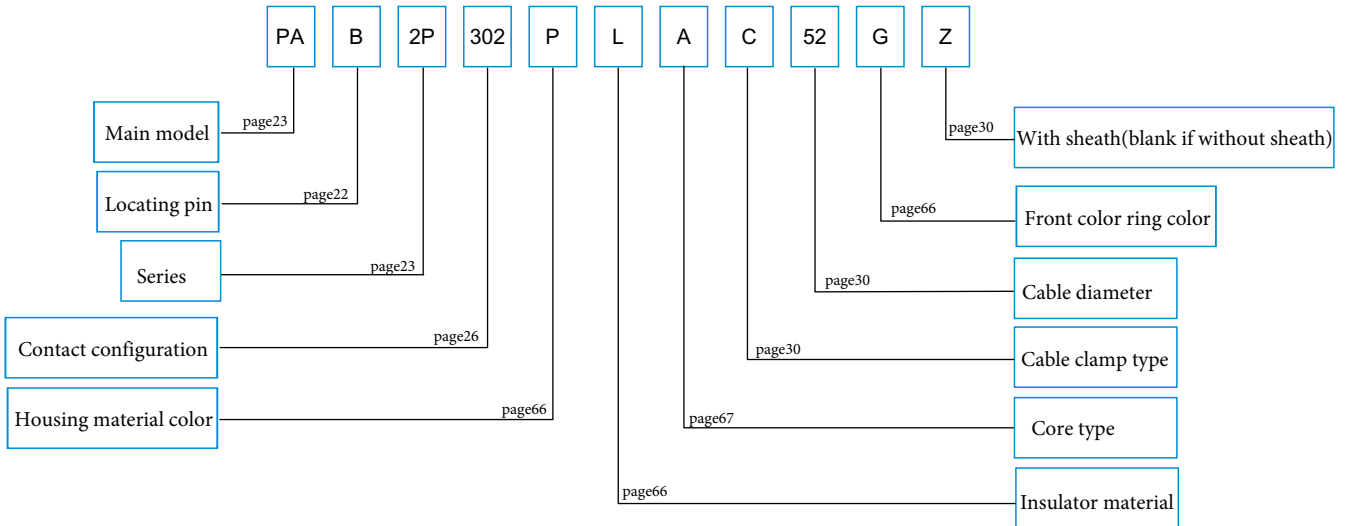 PA B 2P 302 P L A C 52 G Z
Main model page23
page30 With sheath(blank if without sheath)
Locating pin page22
page66 Front color ring color
Series page23
page30 Cable diameter
Contact configuration page26
page30 Cable clamp type
Housing material color page66
page67 Core type
page66 Insulator material